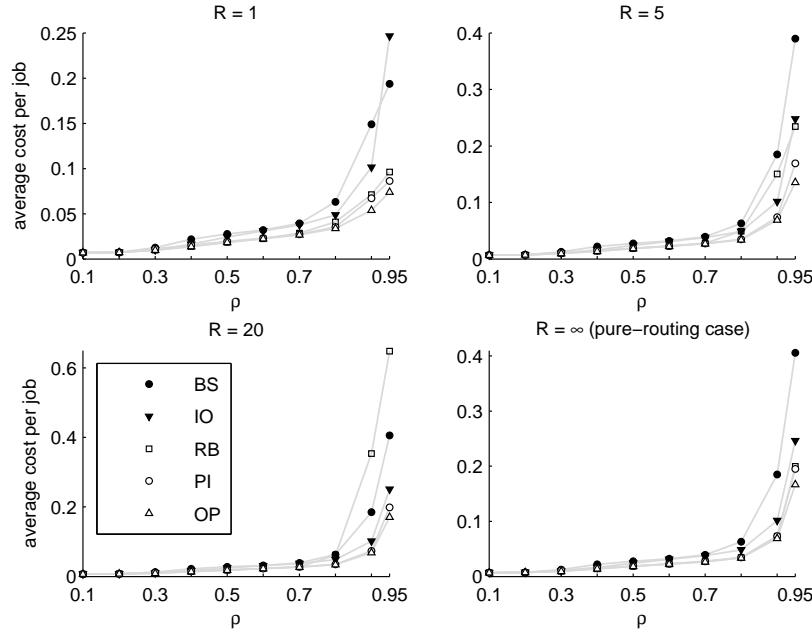 R = 1
average cost per job
0.25
0.2
0.15
0.1
0.05
0
0.1 0.3 0.5 0.7 0.95
ρ
R = 5
0.4
0.3
0.2
0.1
0
0.1 0.3 0.5 0.7 0.95
ρ
R = 20
average cost per job
0.6
0.4
0.2
0
BS
IO
RB
PI
OP
0.1 0.3 0.5 0.7 0.95
ρ
R = ∞ (pure−routing case)
0.4
0.3
0.2
0.1
0
0.1 0.3 0.5 0.7 0.95
ρ